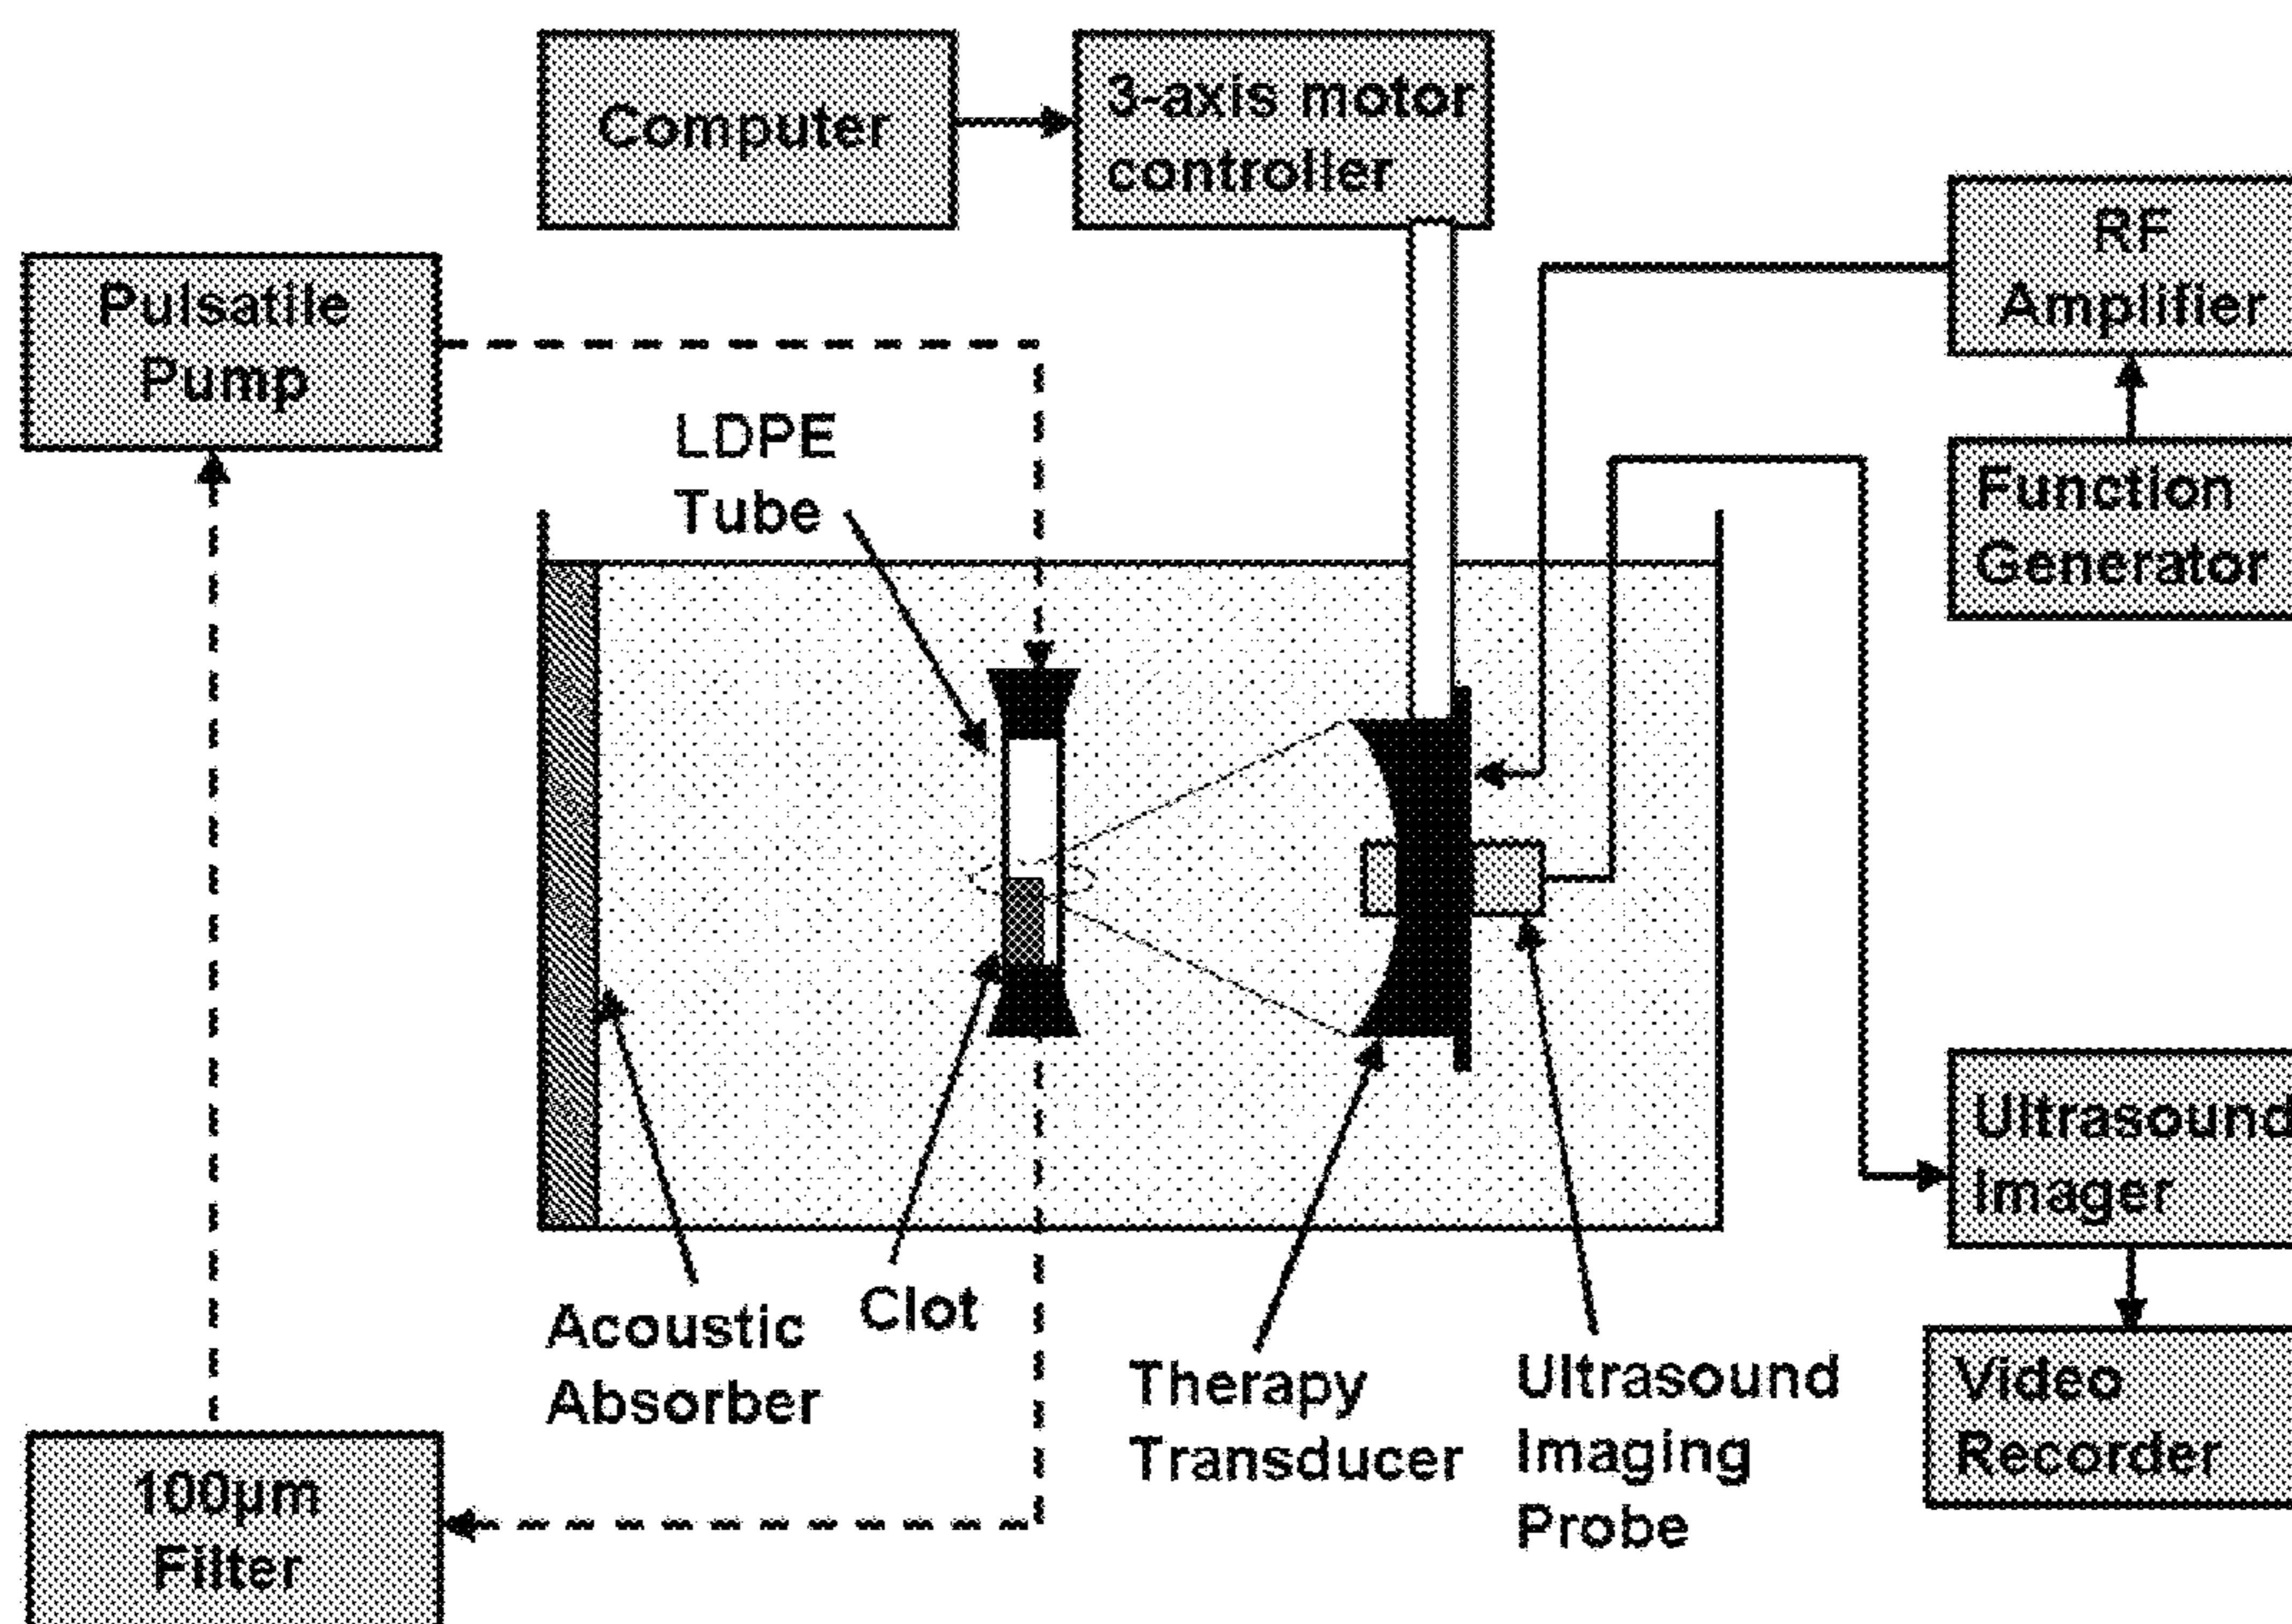 Computer
3-axis motor
controller
RF
Amplifier
Pulsatile
Pump
LDPE
Tube
Function
Generator
Ultrasound
Imager
Acoustic
Absorber
Clot
Therapy
Transducer
Ultrasound
Imaging
Probe
Video
Recorder
100µm
Filter